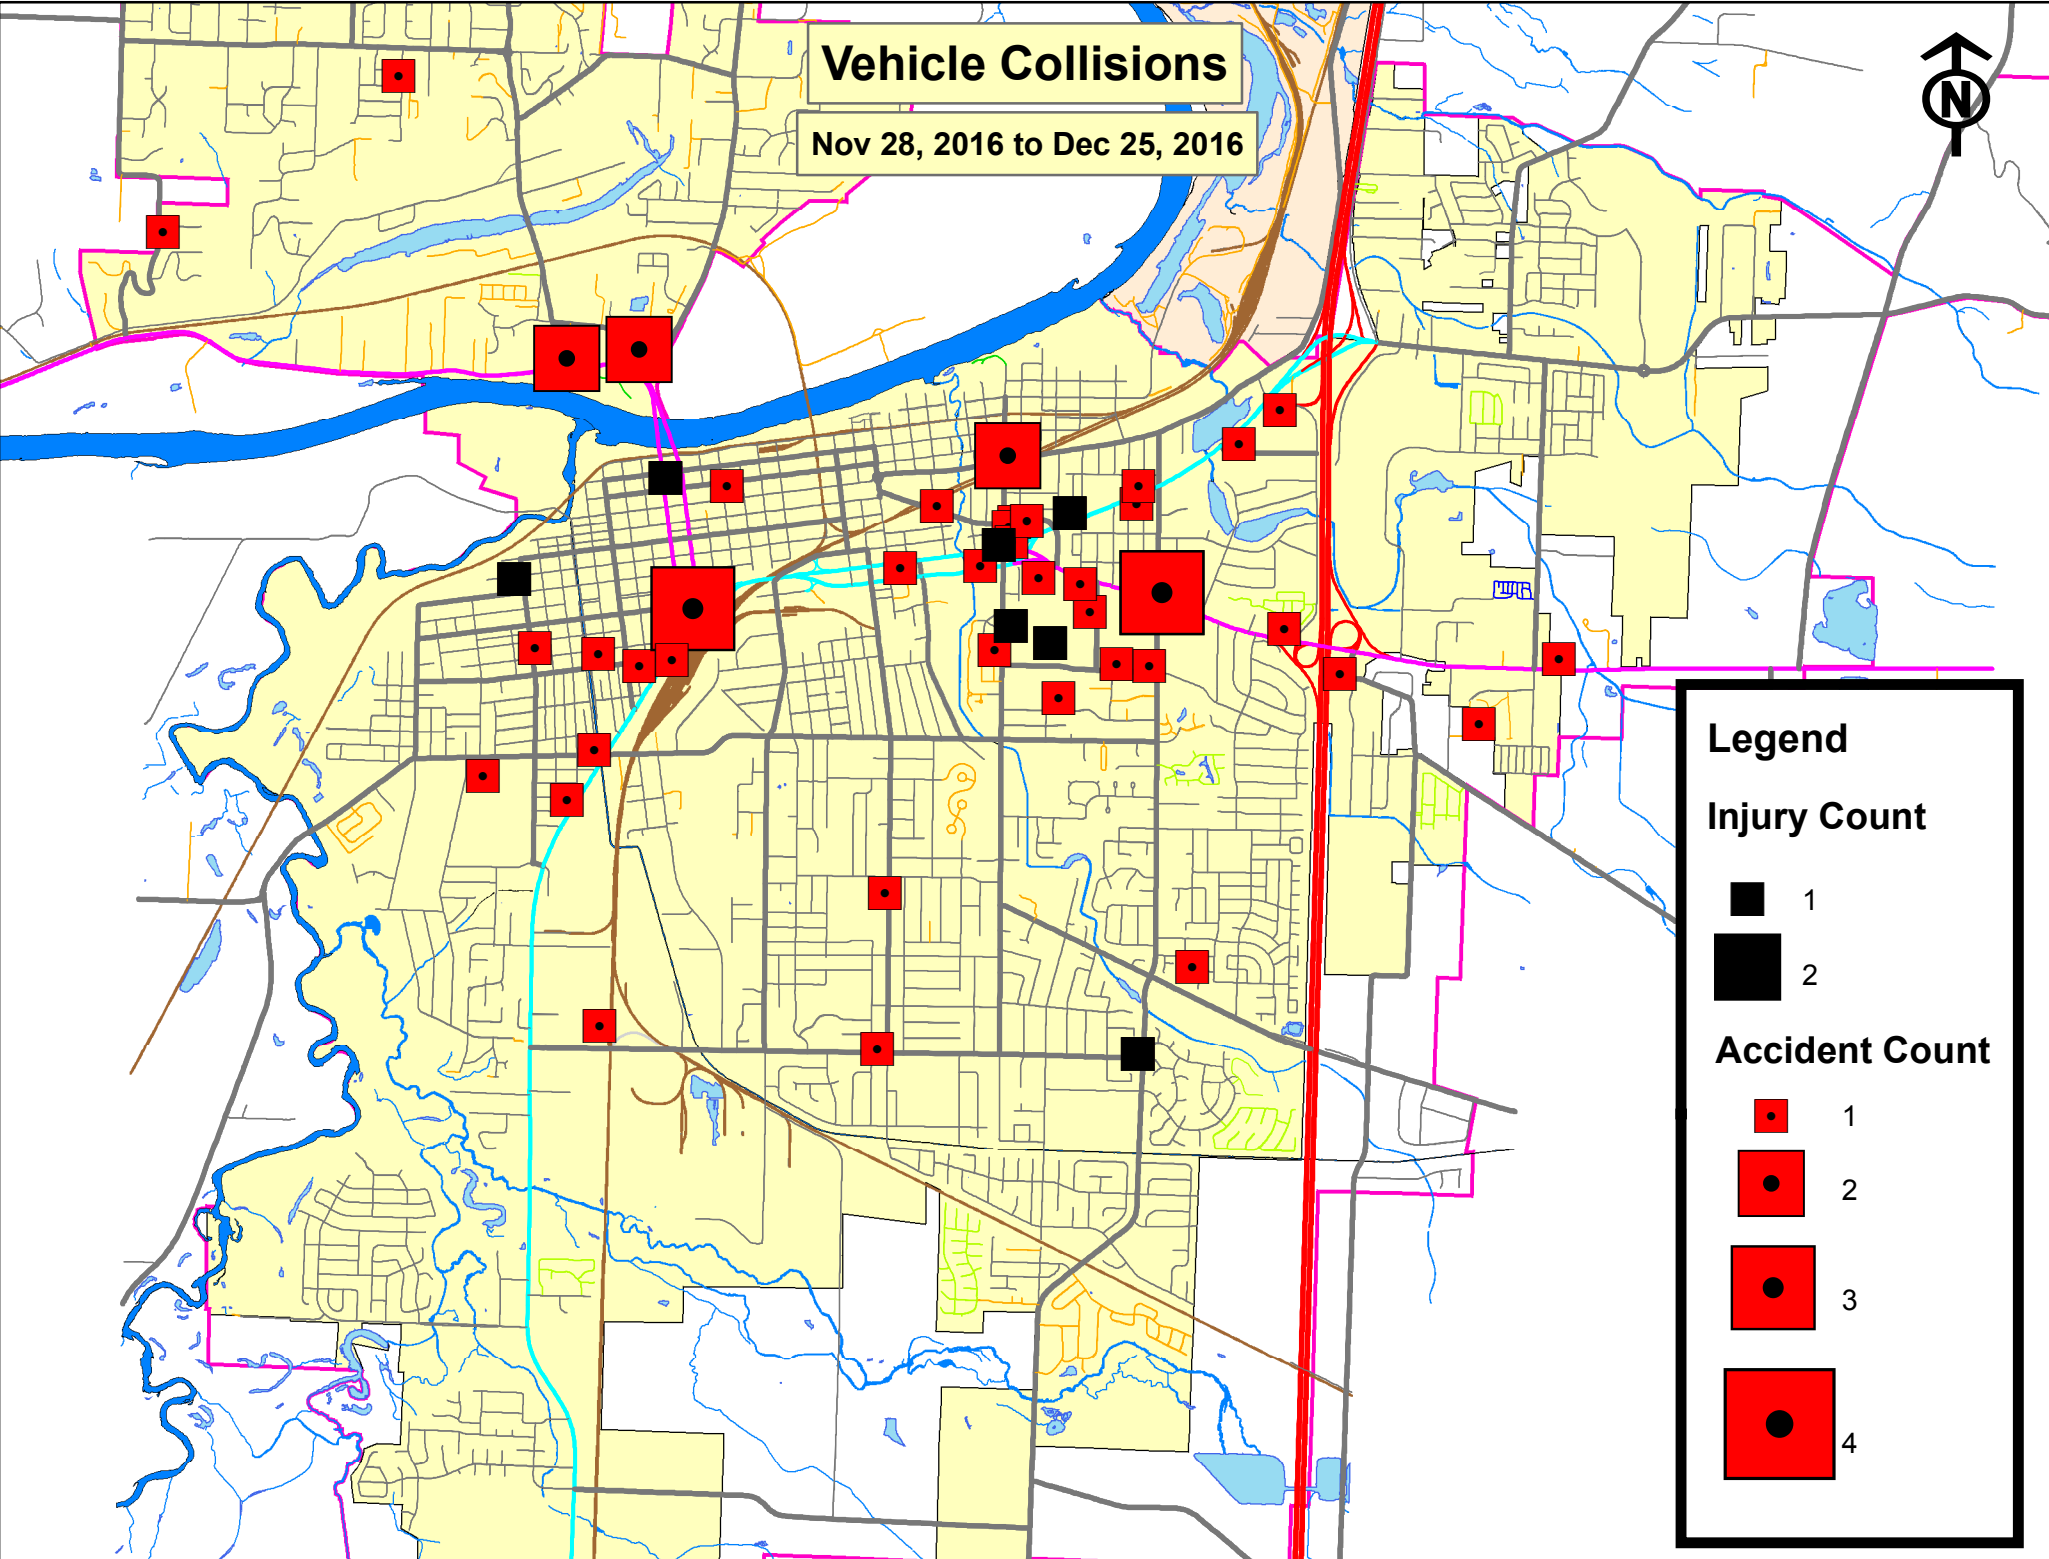 Vehicle Collisions
Nov 28, 2016 to Dec 25, 2016
N
Legend
Injury Count
1
2
Accident Count
1
2
3
4